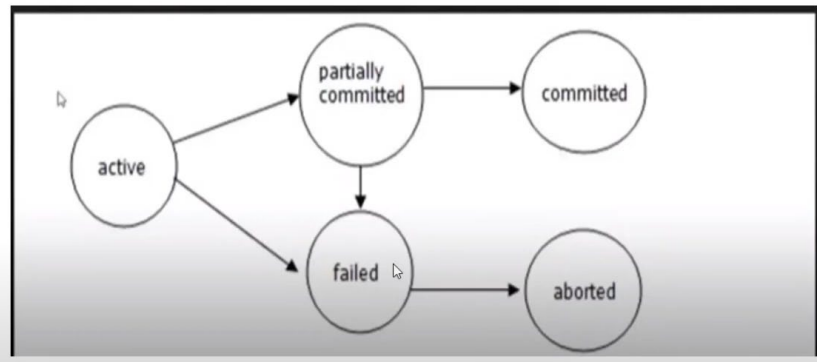 partially
committed
committed
active
failed
aborted